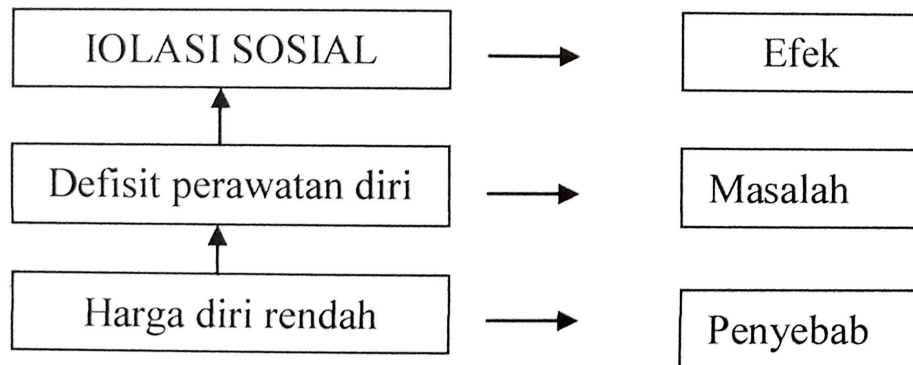 IOLASI SOSIAL
Efek
Defisit perawatan diri
Masalah
Harga diri rendah
Penyebab